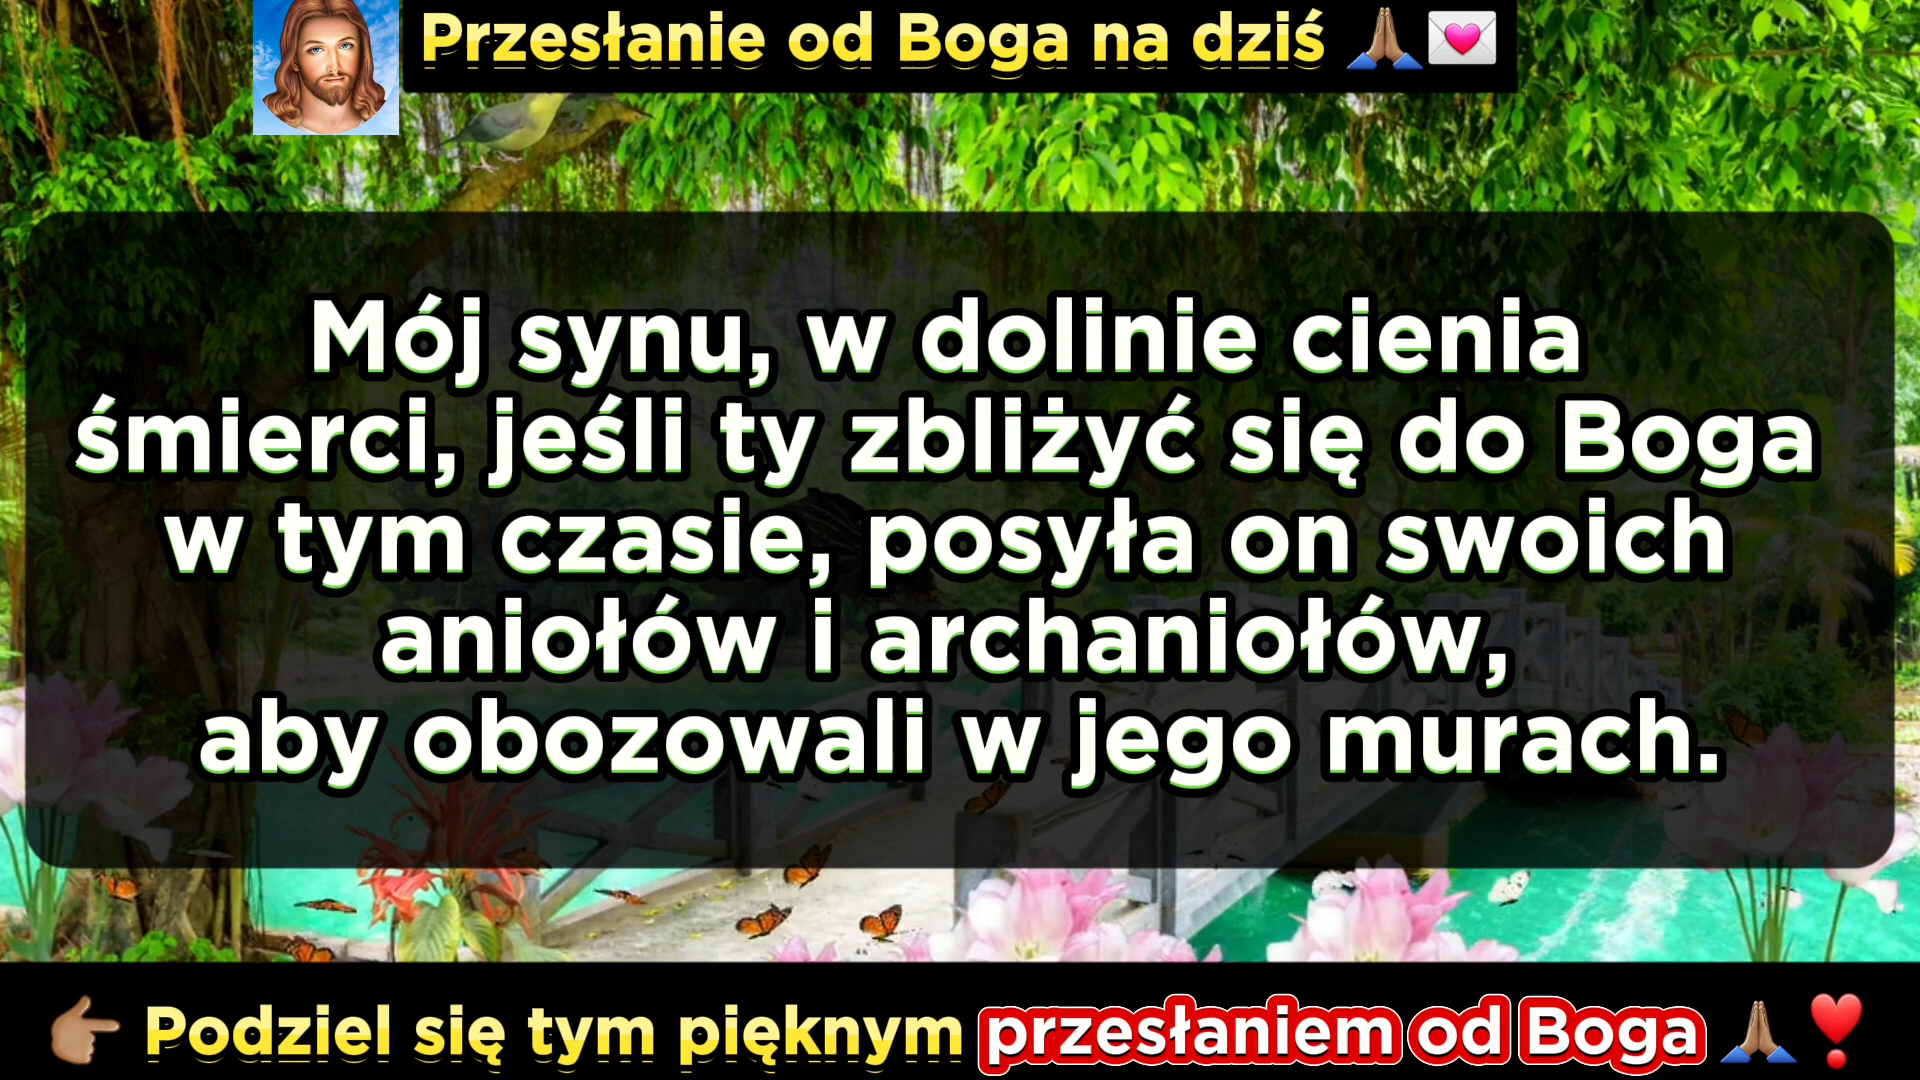 Przesłanie od Boga na dziś 🙏🏽💌
Mój synu, w dolinie cienia
śmierci, jeśli ty zbliżyć się do Boga
w tym czasie, posyła on swoich
aniołów i archaniołów,
aby obozowali w jego murach.
👉🏽 Podziel się tym pięknym przesłaniem od Boga 🙏🏽❣️